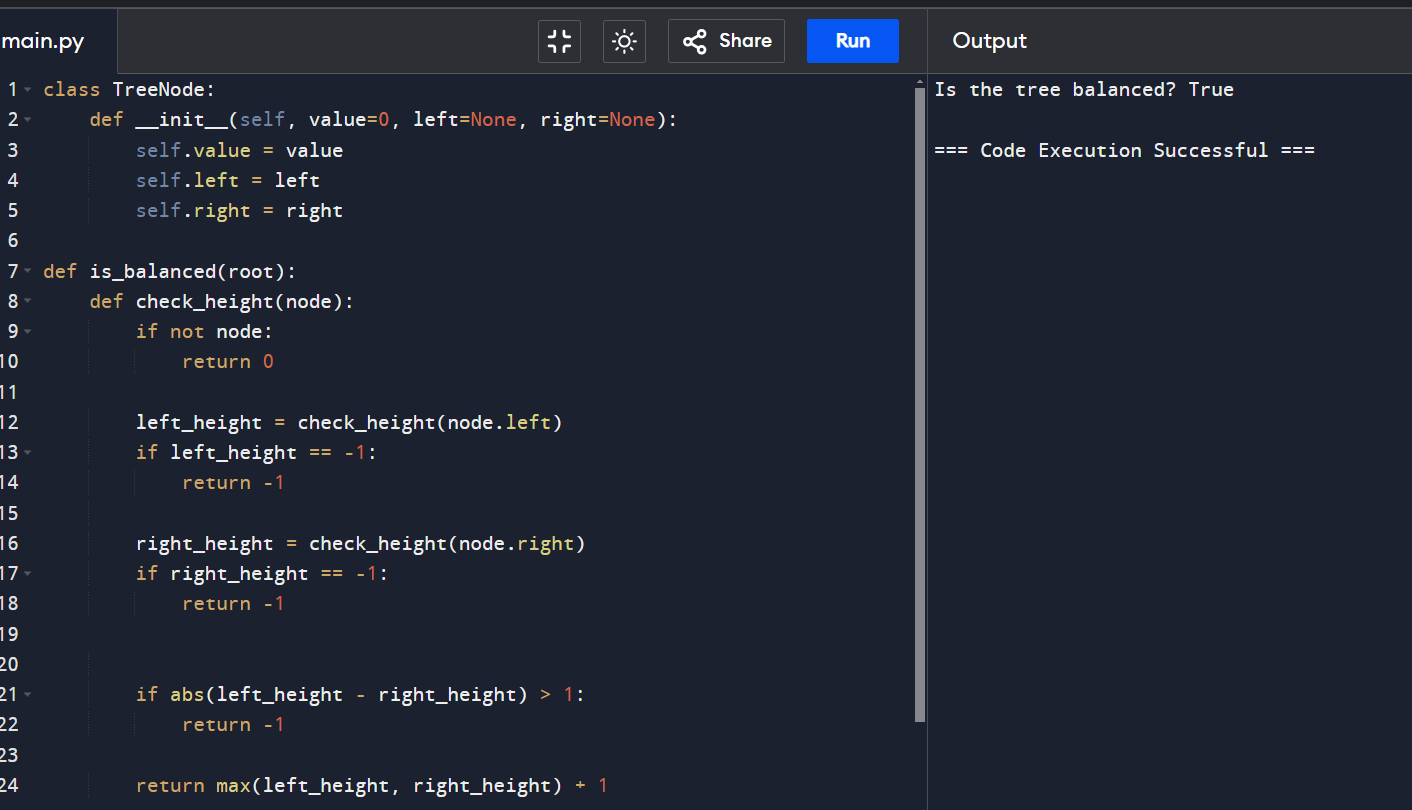 main.py
Share
Run
Output
1 class TreeNode:
2     def __init__(self, value=0, left=None, right=None):
3         self.value = value
4         self.left = left
5         self.right = right
6
7 def is_balanced(root):
8     def check_height(node):
9         if not node:
10             return 0
11
12         left_height = check_height(node.left)
13         if left_height == -1:
14             return -1
15
16         right_height = check_height(node.right)
17         if right_height == -1:
18             return -1
19
20
21         if abs(left_height - right_height) > 1:
22             return -1
23
24         return max(left_height, right_height) + 1
Is the tree balanced? True
=== Code Execution Successful ===